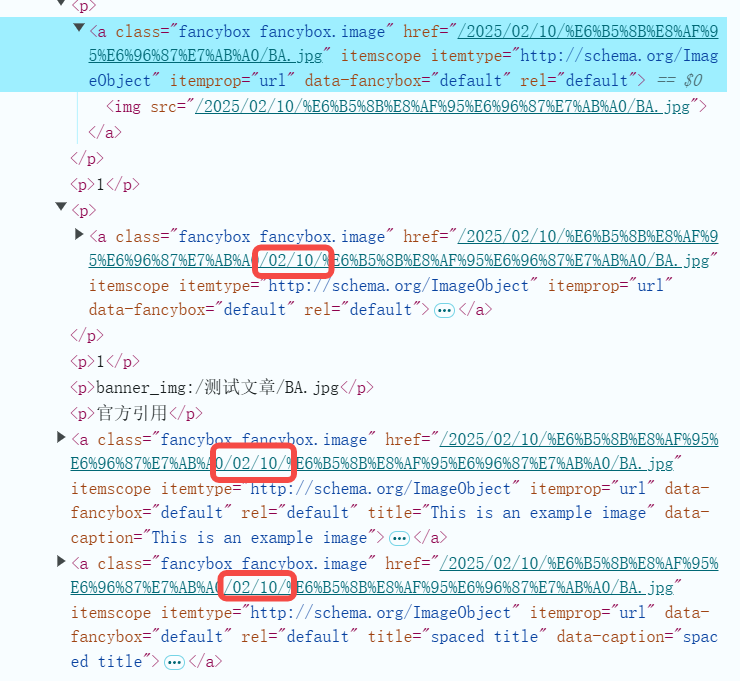 ▼<p>
▼<a class="fancybox fancybox.image" href="/2025/02/10/%E6%B5%8B%E8%AF%9
5%E6%96%87%E7%AB%A0/BA.jpg" itemscope itemtype="http://schema.org/Imag
eObject" itemprop="url" data-fancybox="default" rel="default"> == $0
<img src="/2025/02/10/%E6%B5%8B%E8%AF%95%E6%96%87%E7%AB%A0/BA.jpg">
</a>
</p>
<p>1</p>
▼<p>
▶<a class="fancybox fancybox.image" href="/2025/02/10/%E6%B5%8B%E8%AF%9
5%E6%96%87%E7%AB%A0/02/10/%E6%B5%8B%E8%AF%95%E6%96%87%E7%AB%A0/BA.jpg"
itemscope itemtype="http://schema.org/ImageObject" itemprop="url"
data-fancybox="default" rel="default">…</a>
</p>
<p>1</p>
<p>banner_img:/测试文章/BA.jpg</p>
<p>官方引用</p>
▶<a class="fancybox fancybox.image" href="/2025/02/10/%E6%B5%8B%E8%AF%95%
E6%96%87%E7%AB%A0/02/10/%E6%B5%8B%E8%AF%95%E6%96%87%E7%AB%A0/BA.jpg"
itemscope itemtype="http://schema.org/ImageObject" itemprop="url" data-
fancybox="default" rel="default" title="This is an example image" data-
caption="This is an example image">…</a>
▶<a class="fancybox fancybox.image" href="/2025/02/10/%E6%B5%8B%E8%AF%95%
E6%96%87%E7%AB%A0/02/10/%E6%B5%8B%E8%AF%95%E6%96%87%E7%AB%A0/BA.jpg"
itemscope itemtype="http://schema.org/ImageObject" itemprop="url" data-
fancybox="default" rel="default" title="spaced title" data-caption="spac
ed title">…</a>